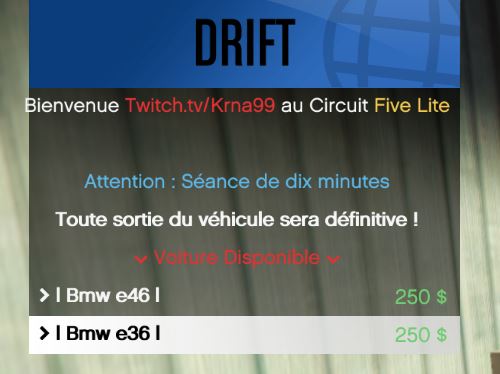 DRIFT
Bienvenue Twitch.tv/Krna99 au Circuit Five Lite
Attention : Séance de dix minutes
Toute sortie du véhicule sera définitive !
Voiture Disponible
l Bmw e46 l 250 $
l Bmw e36 l 250 $